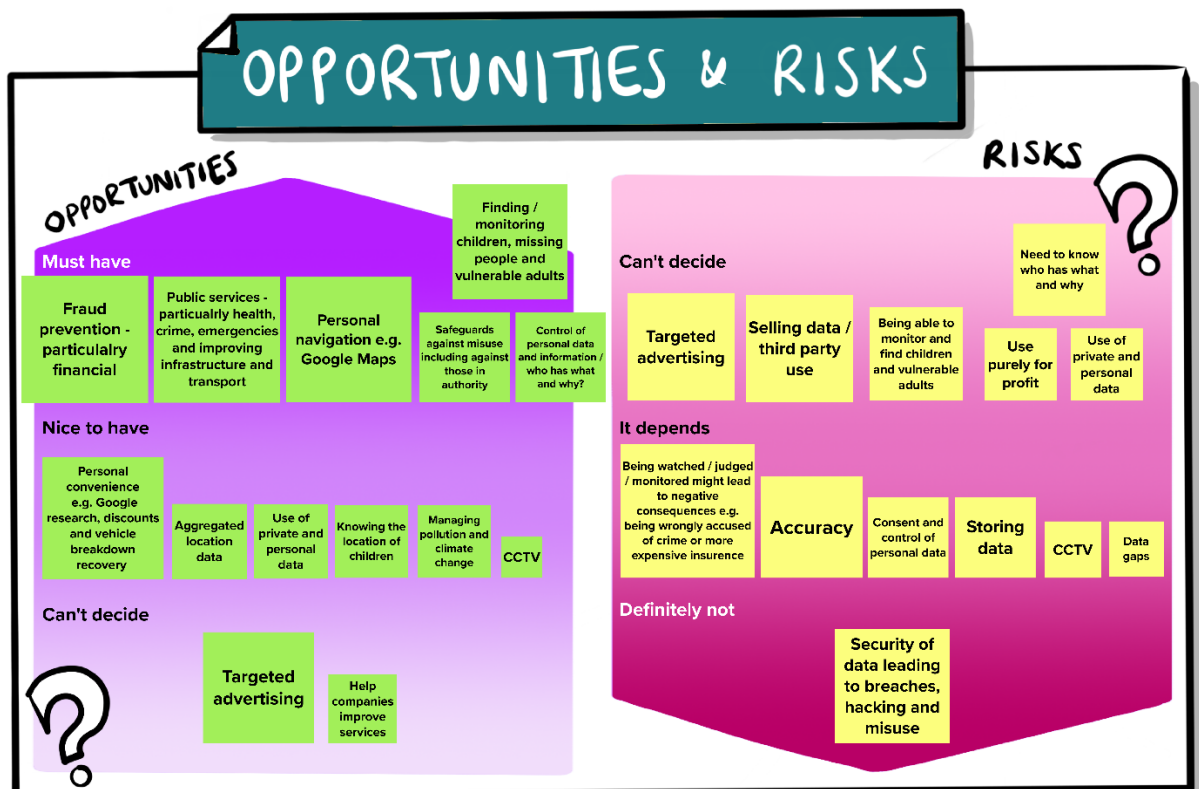 OPPORTUNITIES & RISKS
OPPORTUNITIES
Must have
Finding /
monitoring
children, missing
people and
vulnerable adults
Fraud
prevention -
particulalry
financial
Public services -
particualrly health,
crime, emergencies
and improving
infrastructure and
transport
Personal
navigation e.g.
Google Maps
Safeguards
against misuse
including against
those in
authority
Control of
personal data
and information /
who has what
and why?
Nice to have
Personal
convenience
e.g. Google
research, discounts
and vehicle
breakdown
recovery
Aggregated
location
data
Use of
private and
personal
data
Knowing the
location of
children
Managing
pollution and
climate
change
CCTV
Can't decide
Targeted
advertising
Help
companies
improve
services
?
RISKS
?
Can't decide
Need to know
who has what
and why
Targeted
advertising
Selling data /
third party
use
Being able to
monitor and
find children
and vulnerable
adults
Use
purely for
profit
Use of
private and
personal
data
It depends
Being watched / judged
/ monitored might lead
to negative
consequences e.g.
being wrongly accused
of crime or more
expensive insurence
Accuracy
Consent and
control of
personal data
Storing
data
CCTV
Data
gaps
Definitely not
Security of
data leading
to breaches,
hacking and
misuse